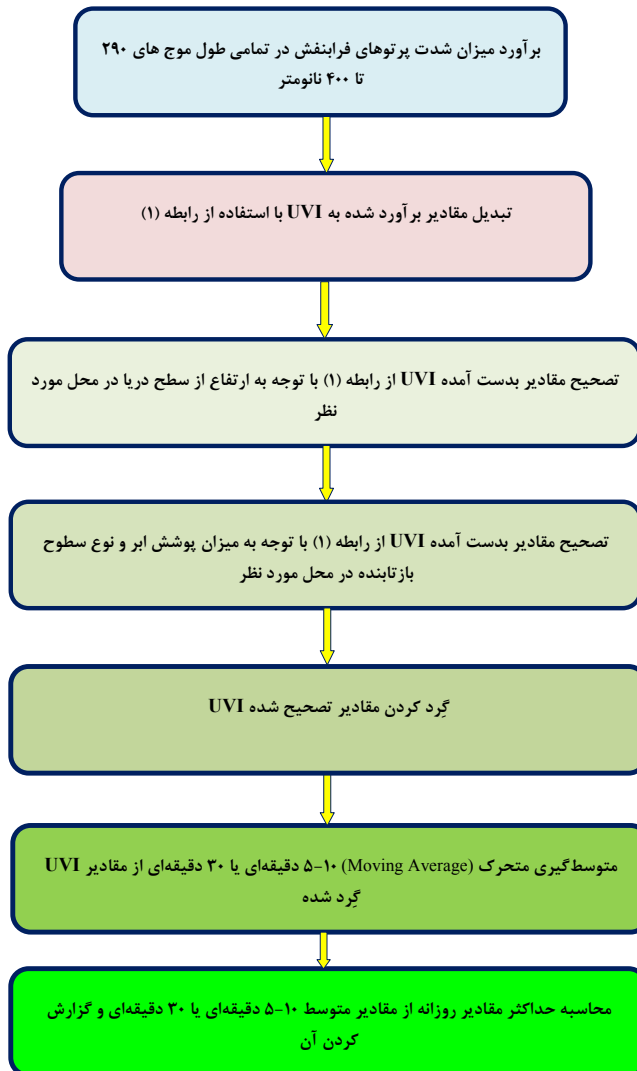 برآورد میزان شدت پرتوهای فرابنفش در تمامی طول موج های ۲۹۰
تا ۴۰۰ نانومتر
تبدیل مقادیر برآورد شده به UVI با استفاده از رابطه (۱)
تصحیح مقادیر بدست آمده UVI از رابطه (۱) با توجه به ارتفاع از سطح دریا در محل مورد
نظر
تصحیح مقادیر بدست آمده UVI از رابطه (۱) با توجه به میزان پوشش ابر و نوع سطوح
بازتابنده در محل مورد نظر
گِرد کردن مقادیر تصحیح شده UVI
متوسط‌گیری متحرک (Moving Average) ۵-۱۰ دقیقه‌ای یا ۳۰ دقیقه‌ای از مقادیر UVI
گِرد شده
محاسبه حداکثر مقادیر روزانه از مقادیر متوسط ۵-۱۰ دقیقه‌ای یا ۳۰ دقیقه‌ای و گزارش
کردن آن